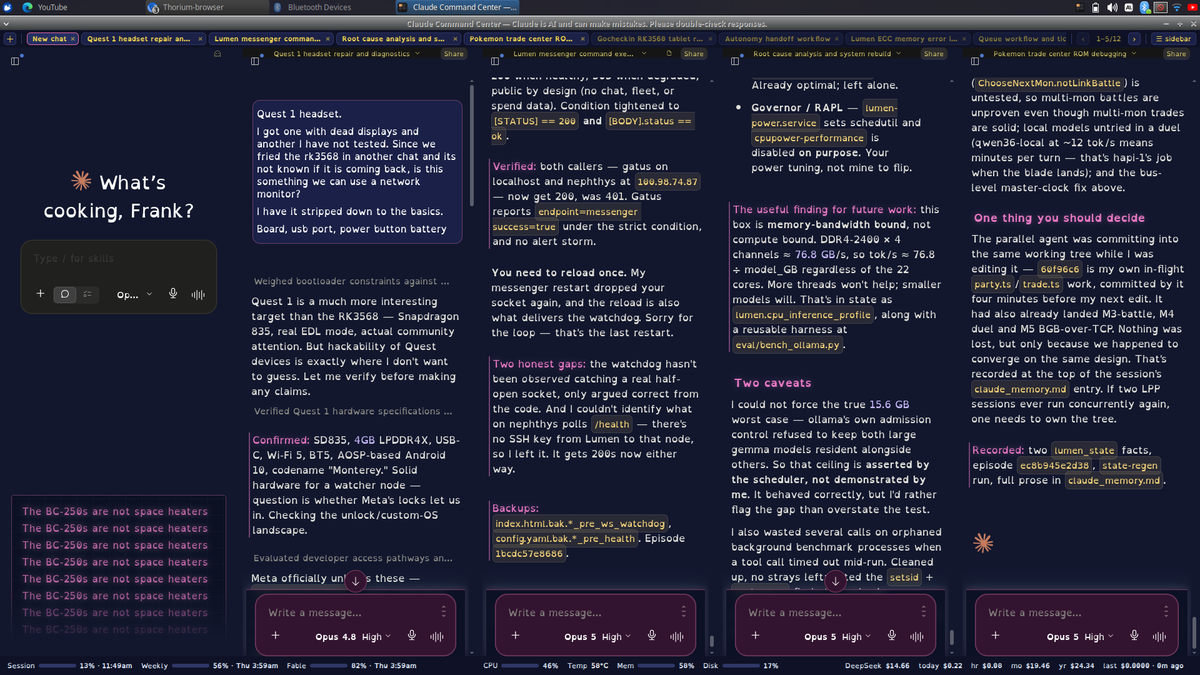 YouTube
Thorium-browser
Bluetooth Devices
Claude Command Center —...
Claude Command Center — Claude is AI and can make mistakes. Please double-check responses.
New chat
Quest 1 headset repair an...
Lumen messenger comman...
Root cause analysis and s...
Pokemon trade center RO...
Gocheckin RK3568 tablet r...
Autonomy handoff workflow
Lumen ECC memory error i...
Queue workflow and tic
1–5/12
sidebar
What's
cooking, Frank?
Type / for skills
Op...
The BC-250s are not space heaters
The BC-250s are not space heaters
The BC-250s are not space heaters
The BC-250s are not space heaters
The BC-250s are not space heaters
The BC-250s are not space heaters
The BC-250s are not space heaters
The BC-250s are not space heaters
Quest 1 headset repair and diagnostics
Share
Quest 1 headset.
I got one with dead displays and
another I have not tested. Since we
fried the rk3568 in another chat and its
not known if it is coming back, is this
something we can use a network
monitor?
I have it stripped down to the basics.
Board, usb port, power button battery
Weighed bootloader constraints against ...
Quest 1 is a much more interesting
target than the RK3568 — Snapdragon
835, real EDL mode, actual community
attention. But hackability of Quest
devices is exactly where I don't want
to guess. Let me verify before making
any claims.
Verified Quest 1 hardware specifications ...
Confirmed: SD835, 4GB LPDDR4X, USB-
C, Wi-Fi 5, BT5, AOSP-based Android
10, codename "Monterey." Solid
hardware for a watcher node —
question is whether Meta's locks let us
in. Checking the unlock/custom-OS
landscape.
Evaluated developer access pathways an...
Meta officially these —
Write a message...
Opus 4.8 High
Lumen messenger command exe...
Share
200 when healthy, 503 when degraded,
public by design (no chat, fleet, or
spend data). Condition tightened to
[STATUS] == 200 and [BODY].status ==
ok.
Verified: both callers — gatus on
localhost and nephthys at 100.98.74.87
— now get 200, was 401. Gatus
reports endpoint=messenger
success=true under the strict condition,
and no alert storm.
You need to reload once. My
messenger restart dropped your
socket again, and the reload is also
what delivers the watchdog. Sorry for
the loop — that's the last restart.
Two honest gaps: the watchdog hasn't
been observed catching a real half-
open socket, only argued correct from
the code. And I couldn't identify what
on nephthys polls /health — there's
no SSH key from Lumen to that node,
so I left it. It gets 200s now either
way.
Backups:
index.html.bak.*_pre_ws_watchdog,
config.yaml.bak.*_pre_health. Episode
1bcdc57e8686.
Write a message...
Opus 5 High
Root cause analysis and system rebuild
Share
Already optimal; left alone.
• Governor / RAPL — lumen-
power.service sets schedutil and
cpupower-performance is
disabled on purpose. Your
power tuning, not mine to flip.
The useful finding for future work: this
box is memory-bandwidth bound, not
compute bound. DDR4-2400 × 4
channels ≈ 76.8 GB/s, so tok/s ≈ 76.8
÷ model_GB regardless of the 22
cores. More threads won't help; smaller
models will. That's in state as
lumen.cpu_inference_profile, along with
a reusable harness at
eval/bench_ollama.py.
Two caveats
I could not force the true 15.6 GB
worst case — ollama's own admission
control refused to keep both large
gemma models resident alongside
others. So that ceiling is asserted by
the scheduler, not demonstrated by
me. It behaved correctly, but I'd rather
flag the gap than overstate the test.
I also wasted several calls on orphaned
background benchmark processes when
a tool call timed out mid-run. Cleaned
up, no strays left the setsid +
Write a message...
Opus 5 High
Pokemon trade center ROM debugging
Share
(ChooseNextMon.notLinkBattle) is
untested, so multi-mon battles are
unproven even though multi-mon trades
are solid; local models untried in a duel
(qwen36-local at ~12 tok/s means
minutes per turn — that's hapi-1's job
when the blade lands); and the bus-
level master-clock fix above.
One thing you should decide
The parallel agent was committing into
the same working tree while I was
editing it — 60f96c6 is my own in-flight
party.ts / trade.ts work, committed by it
four minutes before my next edit. It
had also already landed M3-battle, M4
duel and M5 BGB-over-TCP. Nothing was
lost, but only because we happened to
converge on the same design. That's
recorded at the top of the session's
claude_memory.md entry. If two LPP
sessions ever run concurrently again,
one needs to own the tree.
Recorded: two lumen_state facts,
episode ec8b945e2d38, state-regen
run, full prose in claude_memory.md.
Write a message...
Opus 5 High
Session 13% · 11:49am Weekly 56% · Thu 3:59am Fable 82% · Thu 3:59am CPU 46% Temp 58°C Mem 58% Disk 17% DeepSeek $14.66 today $0.22 hr $0.08 mo $19.46 yr $24.34 last $0.0000 · 0m ago